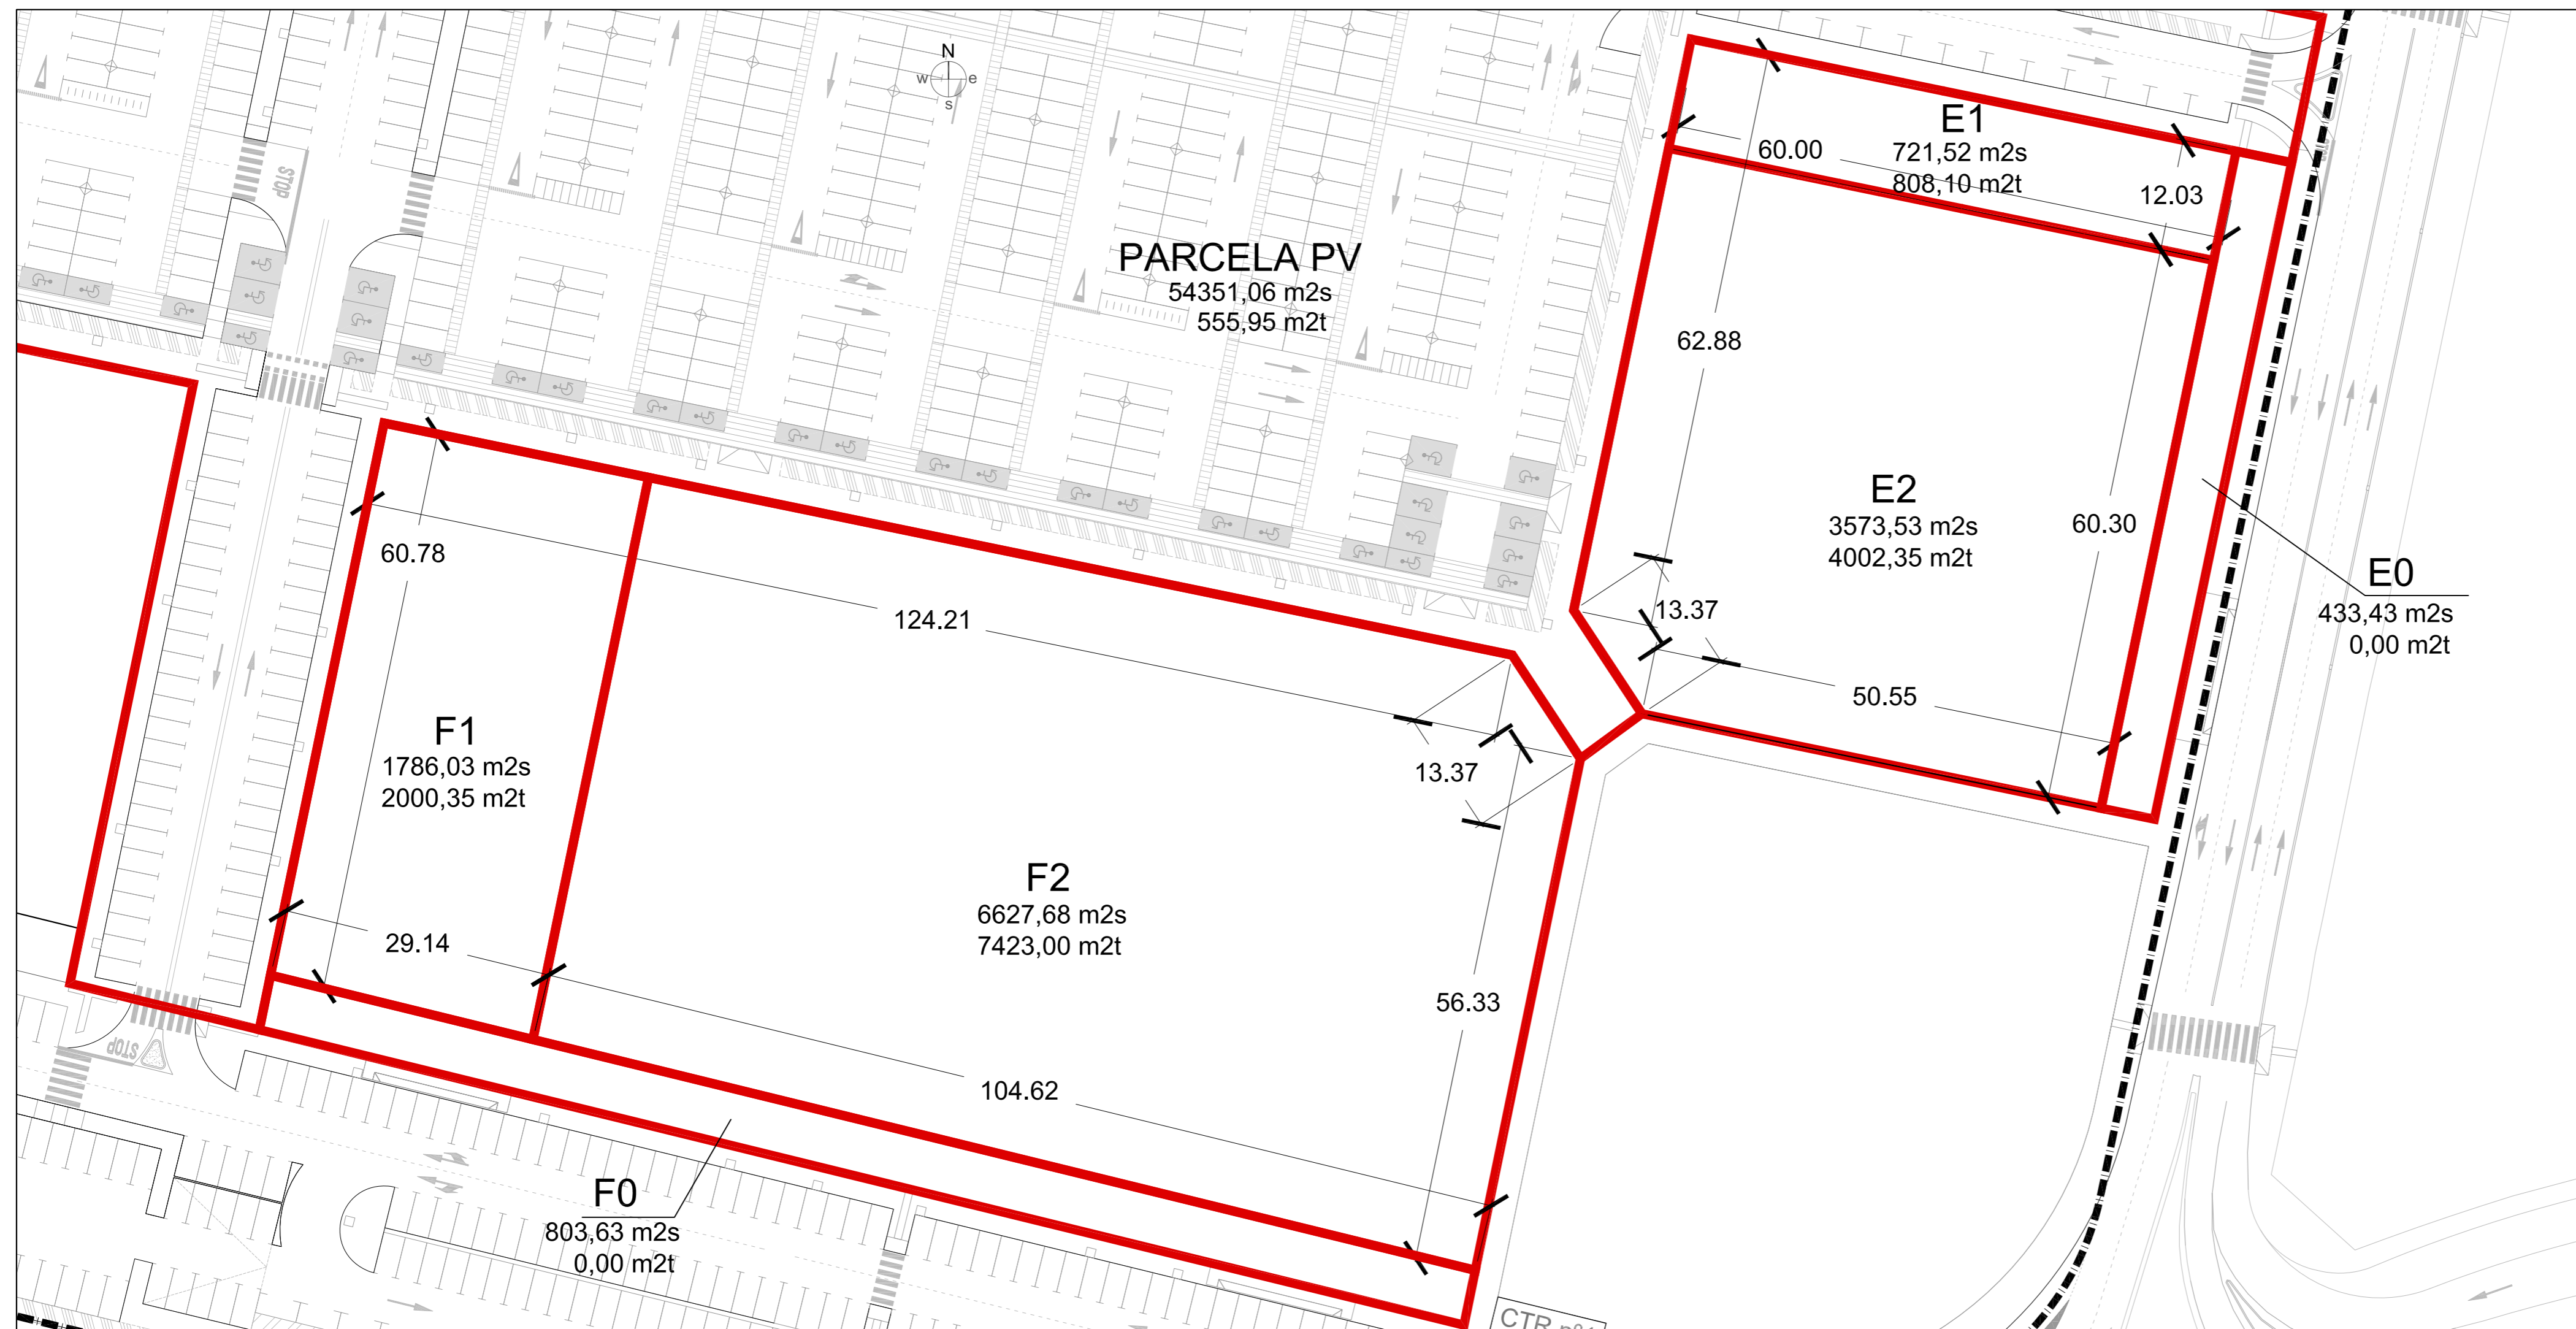 N
w e
s
STOP
E1
721,52 m2s
808,10 m2t
60.00
12.03
PARCELA PV
54351,06 m2s
555,95 m2t
62.88
E2
3573,53 m2s
4002,35 m2t
60.30
E0
433,43 m2s
0,00 m2t
13.37
50.55
60.78
124.21
F1
1786,03 m2s
2000,35 m2t
13.37
F2
6627,68 m2s
7423,00 m2t
29.14
56.33
STOP
104.62
F0
803,63 m2s
0,00 m2t